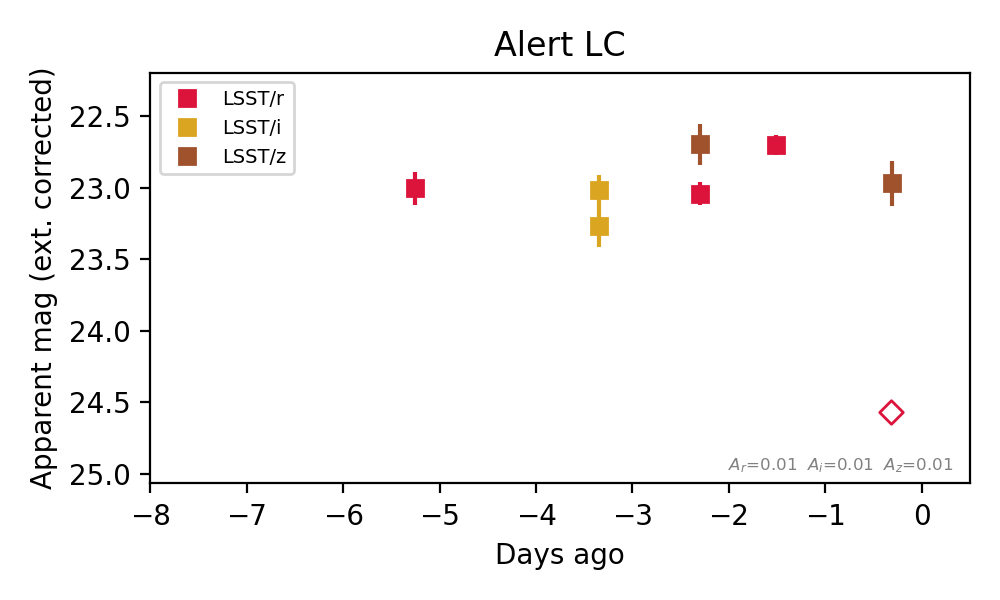 Alert LC
Apparent mag (ext. corrected)
22.5
23.0
23.5
24.0
24.5
25.0
LSST/r
LSST/i
LSST/z
A_r=0.01 A_i=0.01 A_z=0.01
−8 −7 −6 −5 −4 −3 −2 −1 0
Days ago